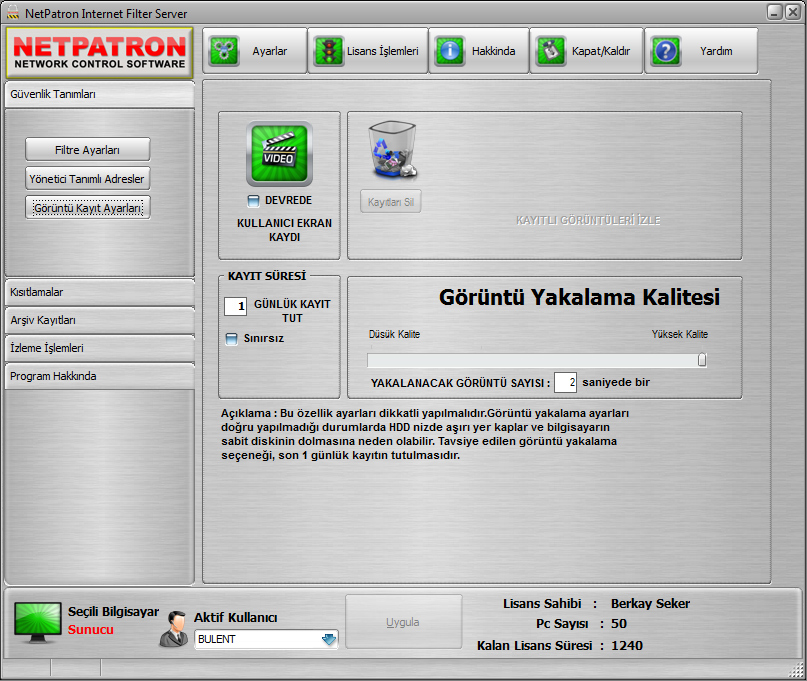 NetPatron Internet Filter Server
NETPATRON
NETWORK CONTROL SOFTWARE
Ayarlar
Lisans İşlemleri
Hakkında
Kapat/Kaldır
Yardım
Güvenlik Tanımları
Filtre Ayarları
Yönetici Tanımlı Adresler
Görüntü Kayıt Ayarları
Kısıtlamalar
Arşiv Kayıtları
İzleme İşlemleri
Program Hakkında
VIDEO
DEVREDE
KULLANICI EKRAN
KAYDI
Kayıtları Sil
KAYITLI GÖRÜNTÜLERİ İZLE
KAYIT SÜRESİ
1 GÜNLÜK KAYIT
TUT
Sınırsız
Görüntü Yakalama Kalitesi
Düsük Kalite
Yüksek Kalite
YAKALANACAK GÖRÜNTÜ SAYISI : 2 saniyede bir
Açıklama : Bu özellik ayarları dikkatli yapılmalıdır.Görüntü yakalama ayarları
doğru yapılmadığı durumlarda HDD nizde aşırı yer kaplar ve bilgisayarın
sabit diskinin dolmasına neden olabilir. Tavsiye edilen görüntü yakalama
seçeneği, son 1 günlük kayıtın tutulmasıdır.
Seçili Bilgisayar
Sunucu
Aktif Kullanıcı
BULENT
Uygula
Lisans Sahibi : Berkay Seker
Pc Sayısı : 50
Kalan Lisans Süresi : 1240